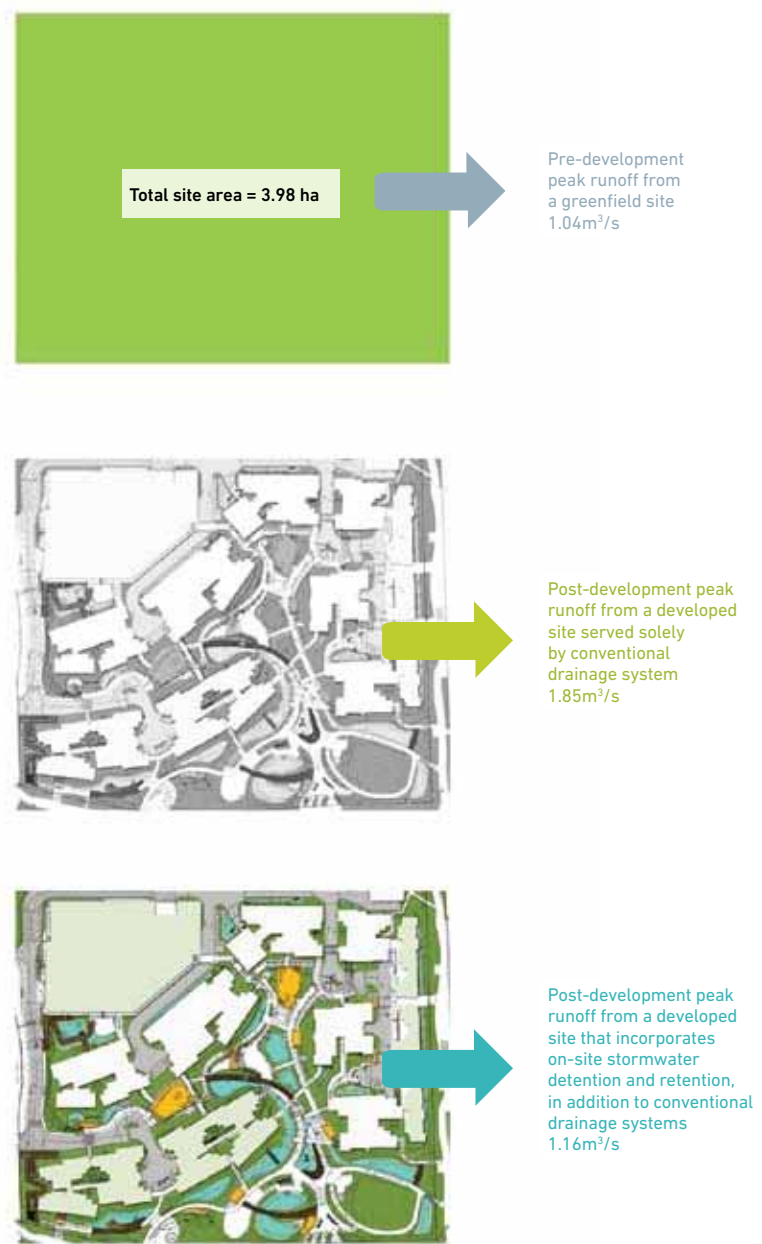 Total site area = 3.98 ha
Pre-development
peak runoff from
a greenfield site
1.04m³/s
Post-development peak
runoff from a developed
site served solely
by conventional
drainage system
1.85m³/s
Post-development peak
runoff from a developed
site that incorporates
on-site stormwater
detention and retention,
in addition to conventional
drainage systems
1.16m³/s